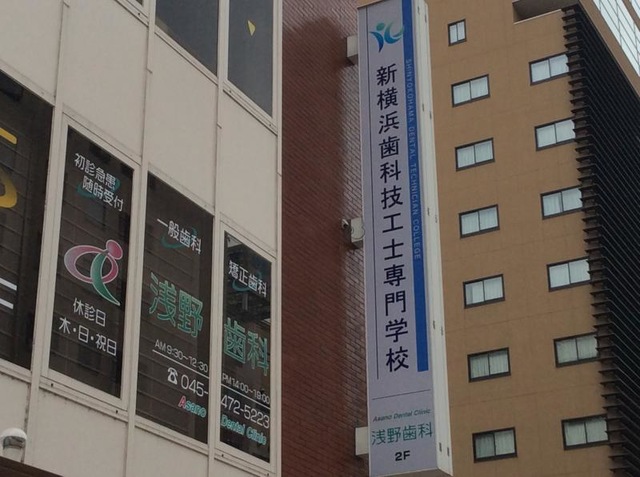 初診急患
随時受付
休診日
木・日・祝日
一般歯科
矯正歯科
浅野歯科
AM 9:30-12:30
PM 14:00-19:00
☎045-472-5223
Asano Dental Clinic
新横浜歯科技工士専門学校
SHINYOKOHAMA DENTAL TECHNICIAN COLLEGE
Asano Dental Clinic
浅野歯科
2F